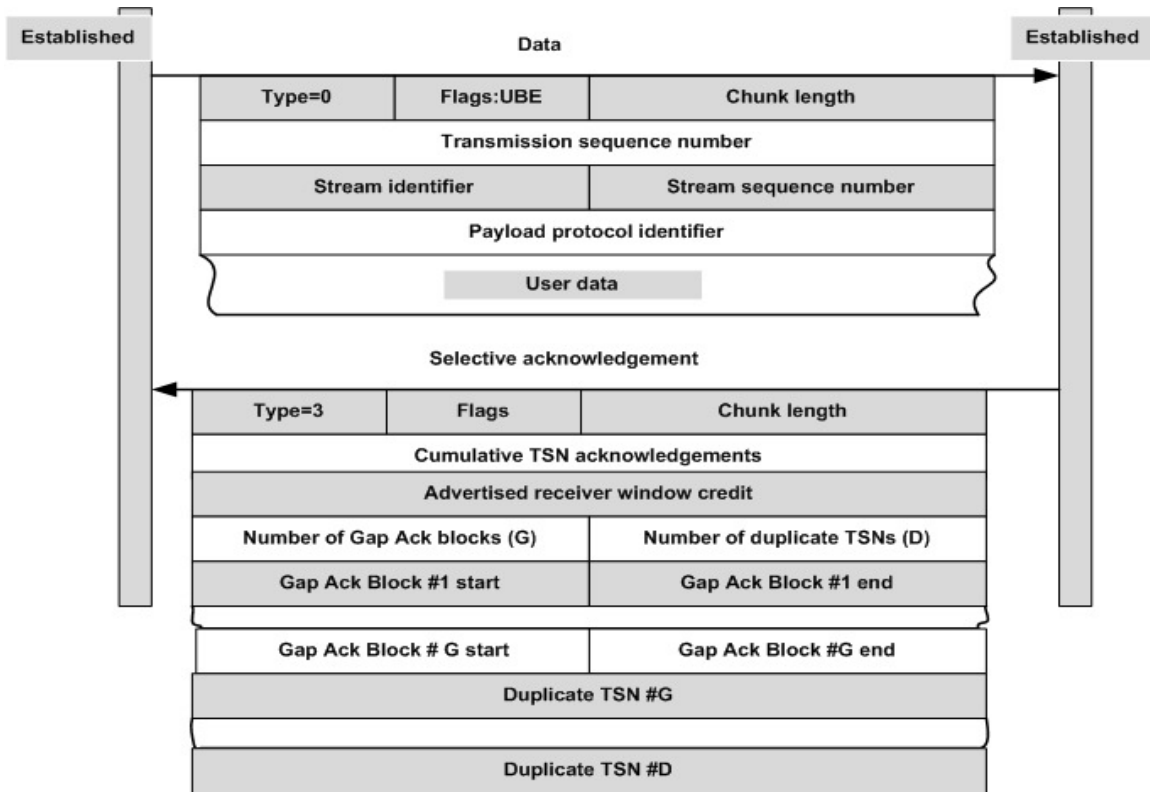 Established
Established
Data
Type=0 Flags:UBE Chunk length
Transmission sequence number
Stream identifier Stream sequence number
Payload protocol identifier
User data
Selective acknowledgement
Type=3 Flags Chunk length
Cumulative TSN acknowledgements
Advertised receiver window credit
Number of Gap Ack blocks (G) Number of duplicate TSNs (D)
Gap Ack Block #1 start Gap Ack Block #1 end
Gap Ack Block # G start Gap Ack Block #G end
Duplicate TSN #G
Duplicate TSN #D